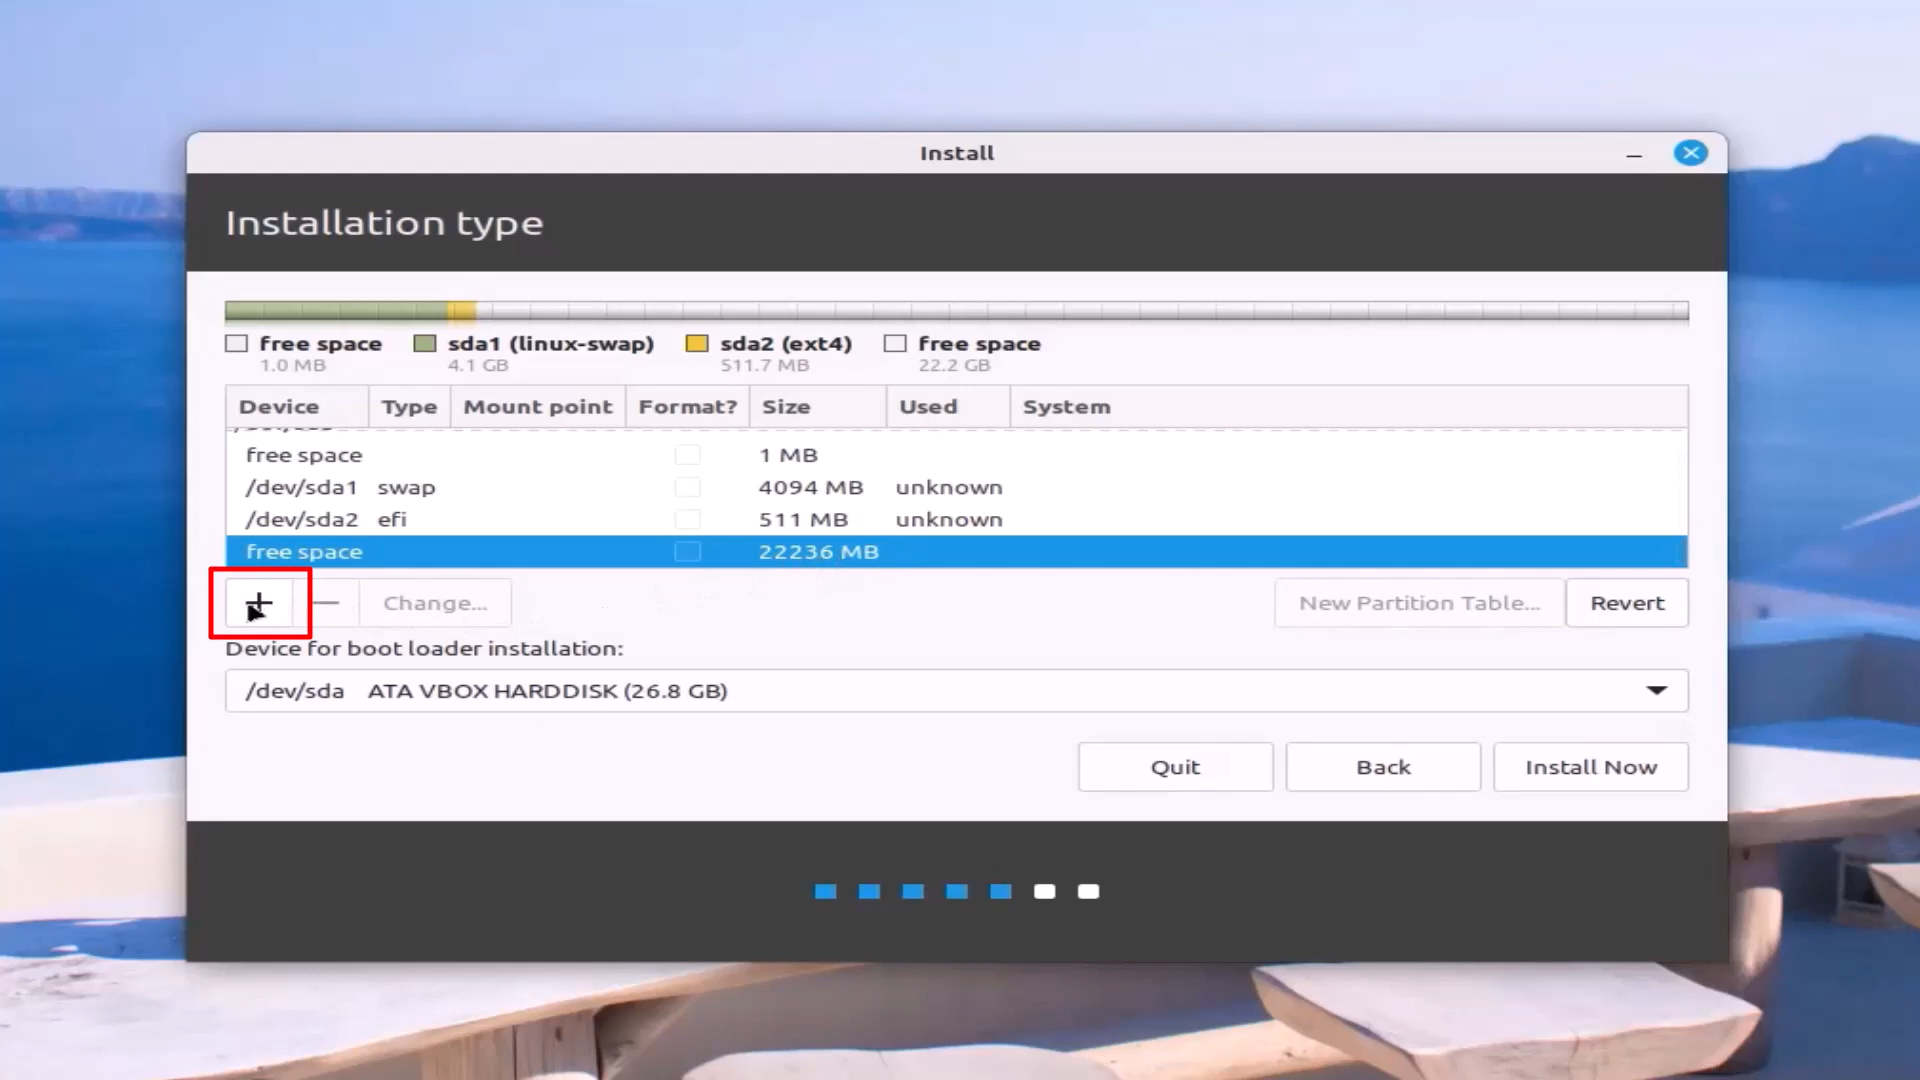 Install
Installation type
free space sda1 (linux-swap) sda2 (ext4) free space
1.0 MB 4.1 GB 511.7 MB 22.2 GB
Device Type Mount point Format? Size Used System
free space 1 MB
/dev/sda1 swap 4094 MB unknown
/dev/sda2 efi 511 MB unknown
free space 22236 MB
+ — Change... New Partition Table... Revert
Device for boot loader installation:
/dev/sda ATA VBOX HARDDISK (26.8 GB)
Quit Back Install Now